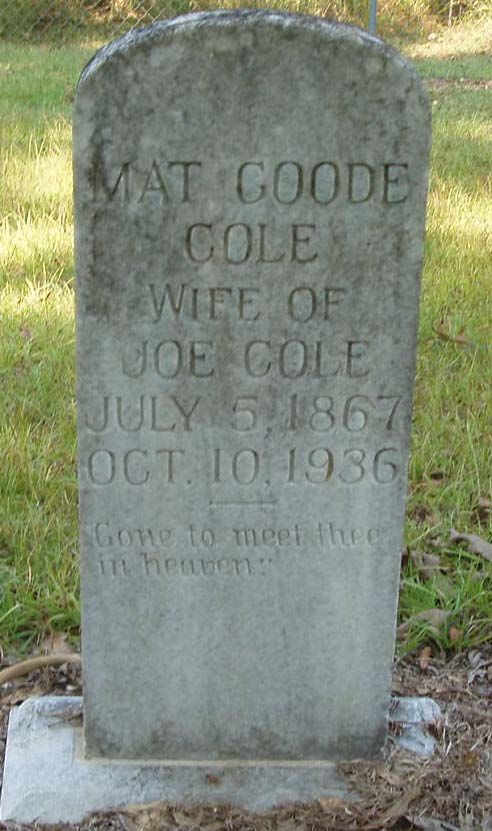 MAT GOODE
COLE
WIFE OF
JOE COLE
JULY 5, 1867
OCT. 10, 1936
Gone to meet thee
in heaven."